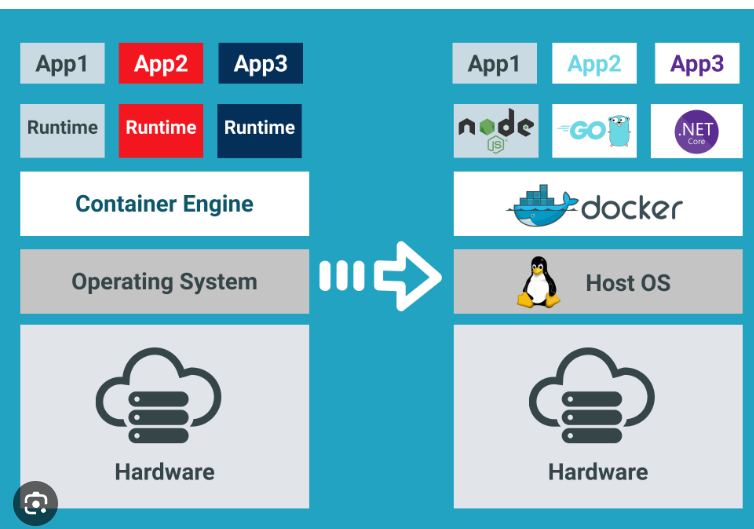 App1 App2 App3
Runtime Runtime Runtime
Container Engine
Operating System
Hardware
App1 App2 App3
node JS GO .NET Core
docker
Host OS
Hardware